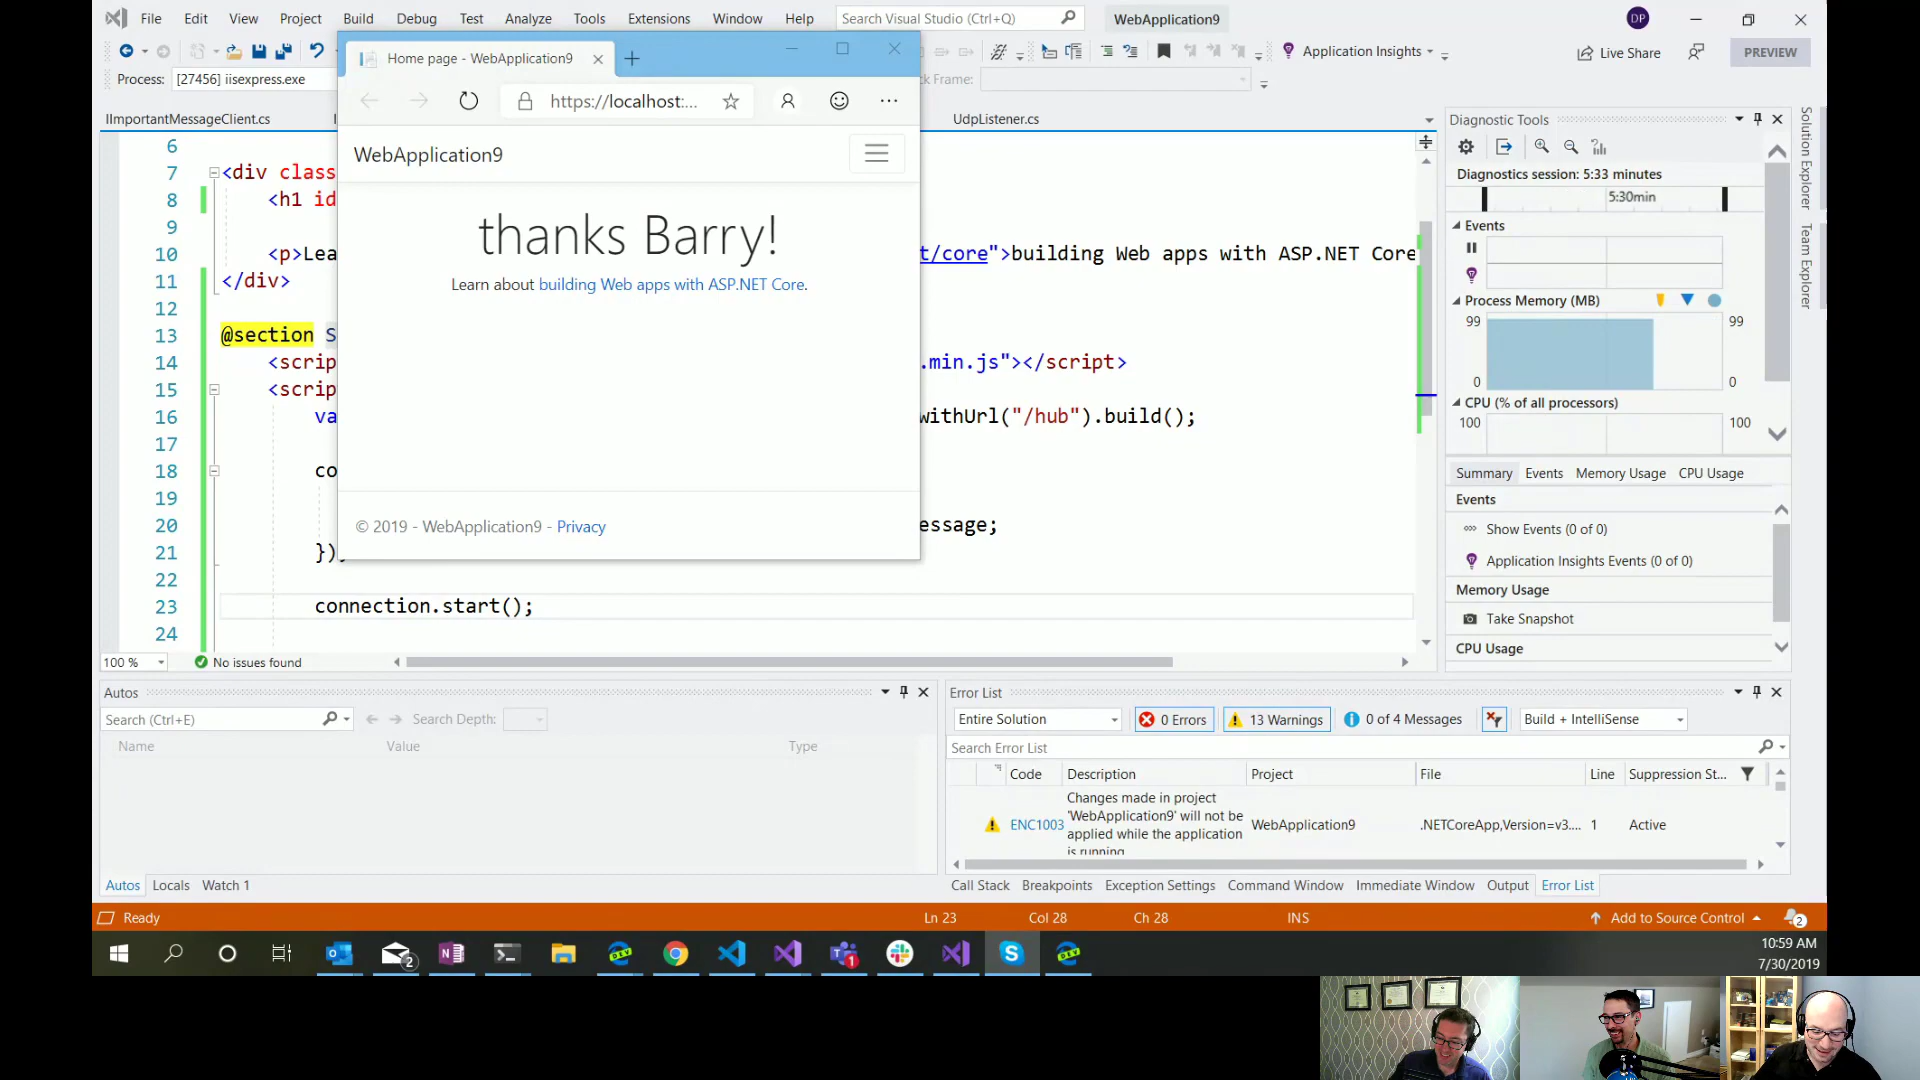 File Edit View Project Build Debug Test Analyze Tools Extensions Window Help Search Visual Studio (Ctrl+Q) WebApplication9 DP
Application Insights Live Share PREVIEW
Process: [27456] iisexpress.exe
ck Frame:
Home page - WebApplication9
https://localhost:...
WebApplication9
thanks Barry!
Learn about building Web apps with ASP.NET Core.
© 2019 - WebApplication9 - Privacy
IImportantMessageClient.cs UdpListener.cs
6
7 <div class
8 <h1 id
9
10 <p>Lea t/core">building Web apps with ASP.NET Core
11 </div>
12
13 @section S
14 <scrip .min.js"></script>
15 <scrip
16 va withUrl("/hub").build();
17
18 co
19
20 essage;
21 });
22
23 connection.start();
24
100 % No issues found
Diagnostic Tools
Diagnostics session: 5:33 minutes
5:30min
Events
Process Memory (MB)
99 99
0 0
CPU (% of all processors)
100 100
Summary Events Memory Usage CPU Usage
Events
Show Events (0 of 0)
Application Insights Events (0 of 0)
Memory Usage
Take Snapshot
CPU Usage
Solution Explorer
Team Explorer
Autos
Search (Ctrl+E) Search Depth:
Name Value Type
Autos Locals Watch 1
Error List
Entire Solution 0 Errors 13 Warnings 0 of 4 Messages Build + IntelliSense
Search Error List
Code Description Project File Line Suppression St...
ENC1003 Changes made in project
'WebApplication9' will not be
applied while the application
is running
WebApplication9 .NETCoreApp,Version=v3.... 1 Active
Call Stack Breakpoints Exception Settings Command Window Immediate Window Output Error List
Ready Ln 23 Col 28 Ch 28 INS Add to Source Control 2
2 1
10:59 AM
7/30/2019